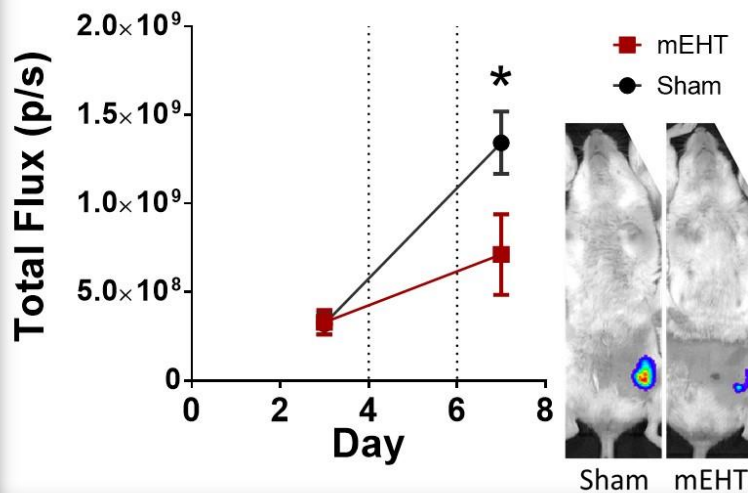 Total Flux (p/s)
2.0×10⁹
1.5×10⁹
1.0×10⁹
5.0×10⁸
0
0 2 4 6 8
Day
*
mEHT
Sham
Sham mEHT